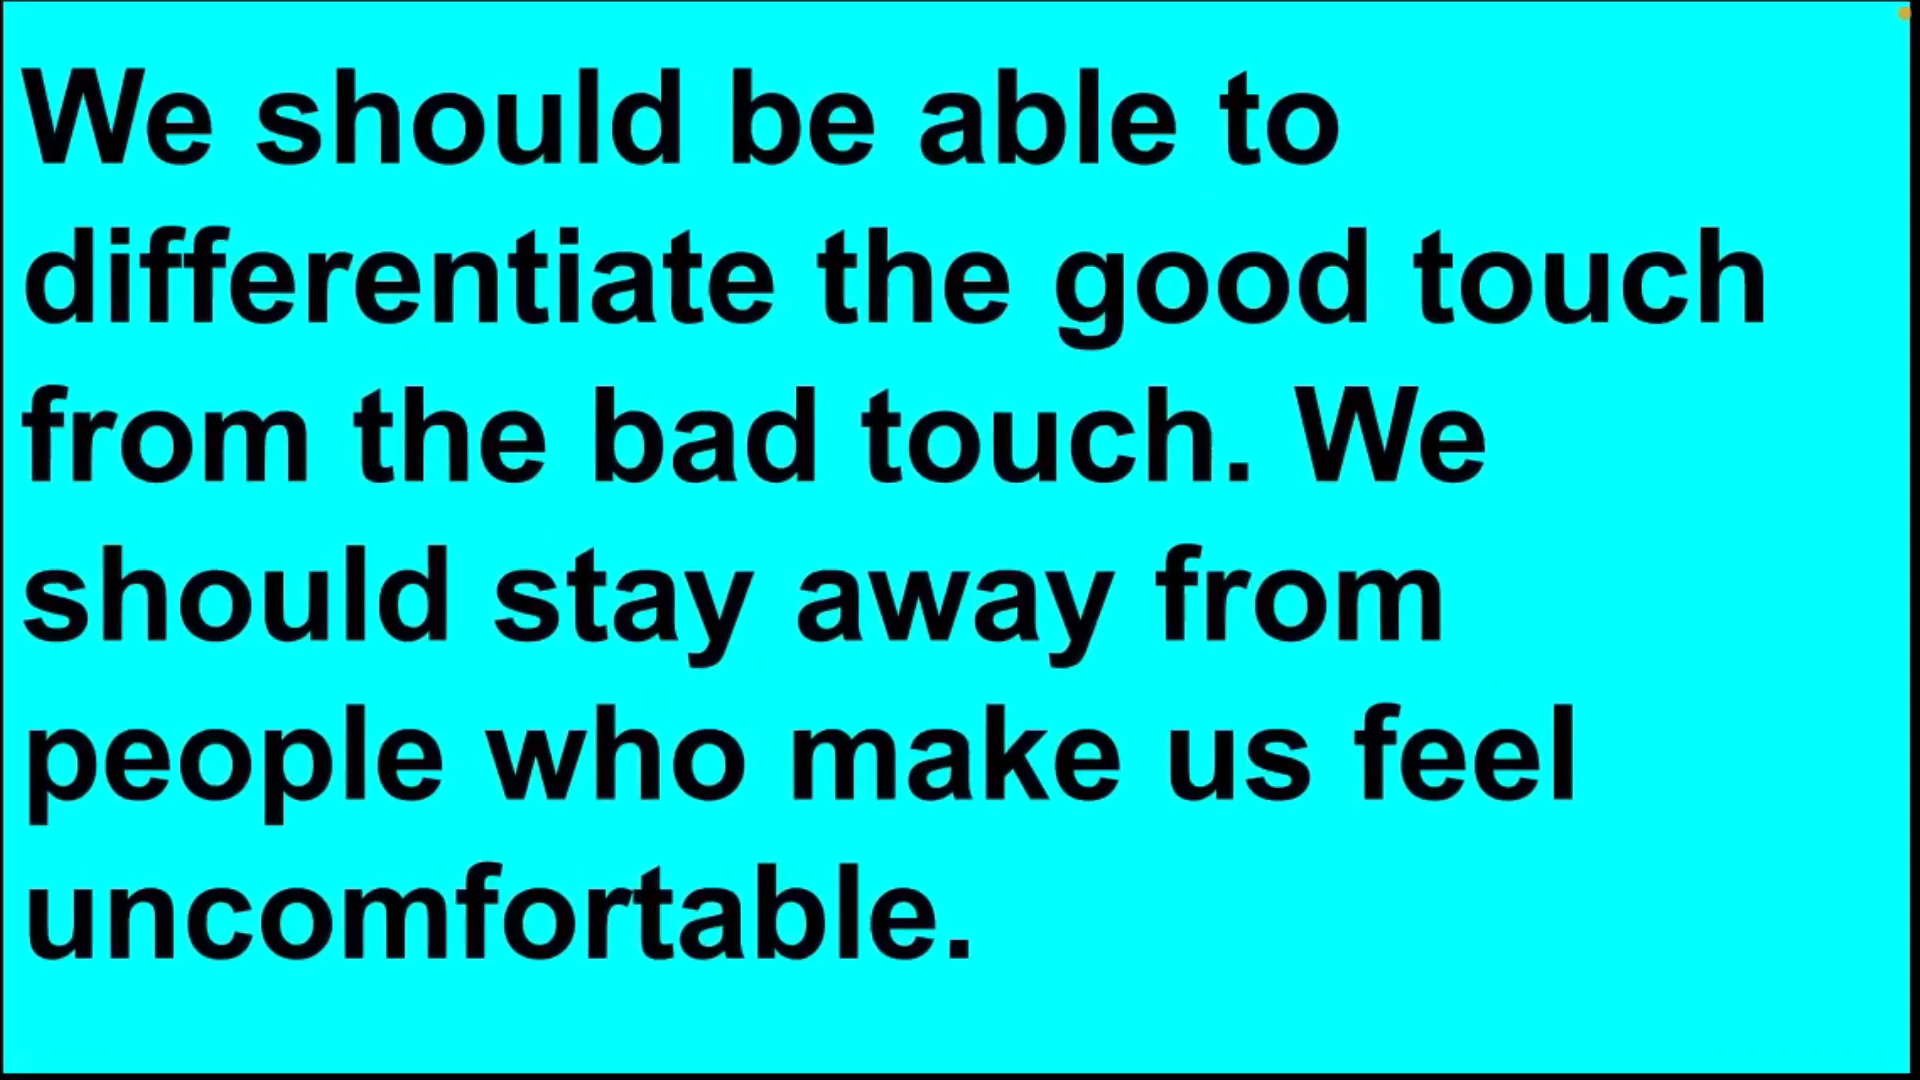 We should be able to
differentiate the good touch
from the bad touch. We
should stay away from
people who make us feel
uncomfortable.